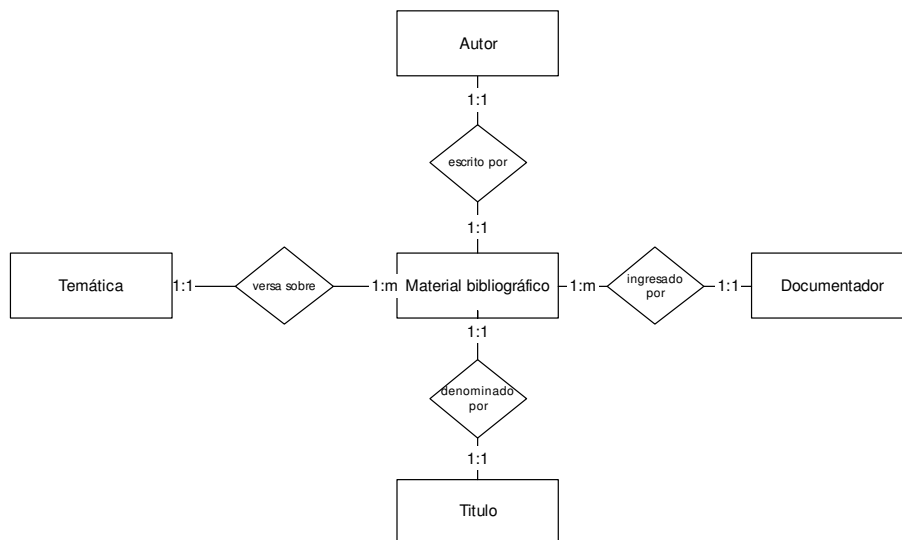 Autor
1:1
escrito por
1:1
Temática
1:1
versa sobre
1:m
Material bibliográfico
1:m
ingresado
por
1:1
Documentador
1:1
denominado
por
1:1
Titulo